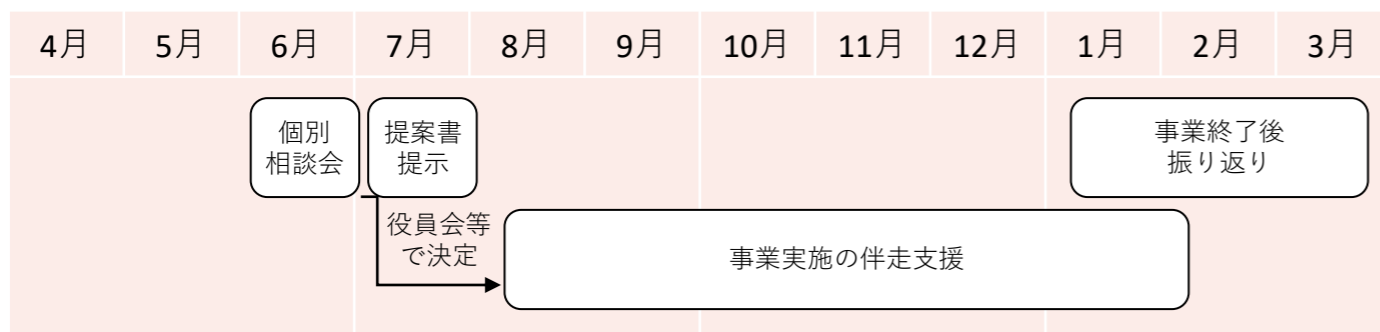 4月 5月 6月 7月 8月 9月 10月 11月 12月 1月 2月 3月
個別
相談会
提案書
提示
事業終了後
振り返り
役員会等
で決定
事業実施の伴走支援